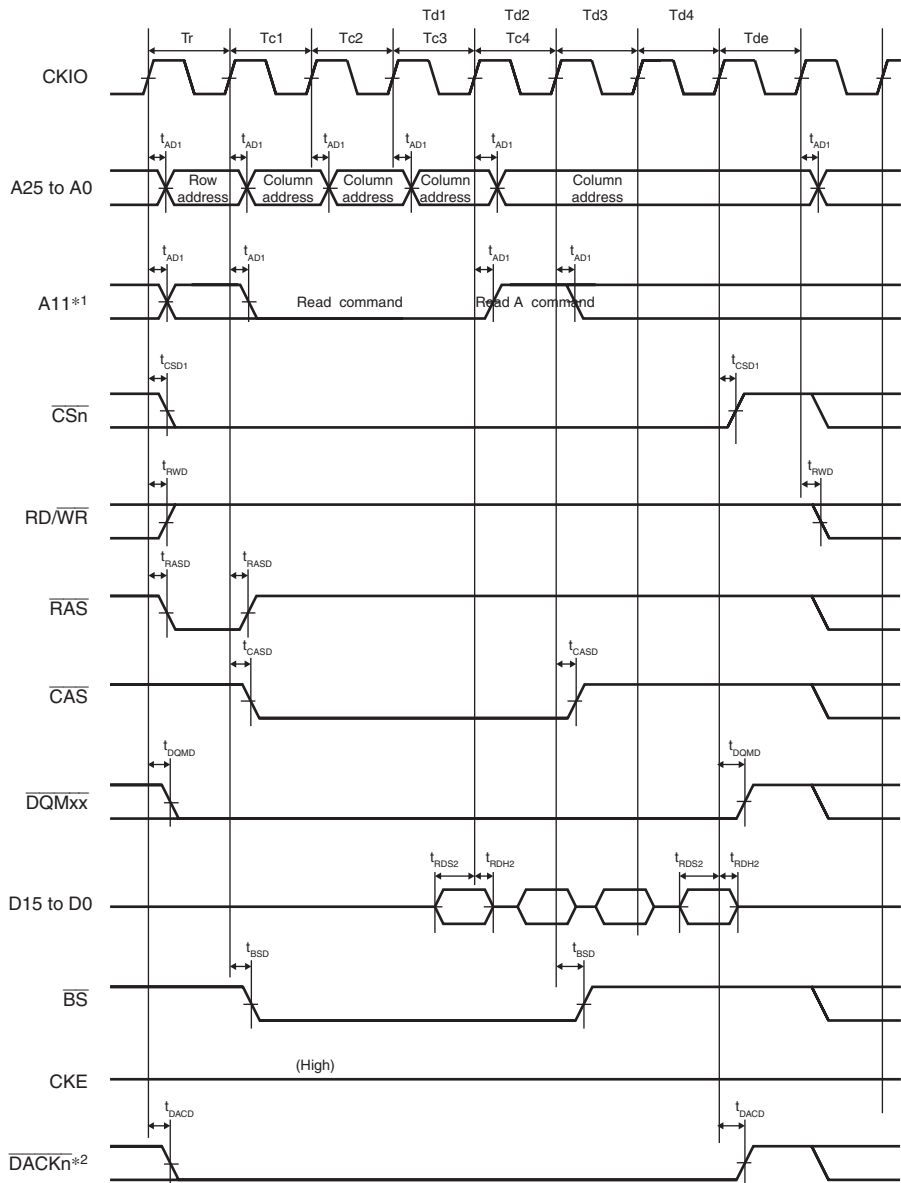 Td1 Td2 Td3 Td4
Tr Tc1 Tc2 Tc3 Tc4 Tde
CKIO
tAD1 tAD1 tAD1 tAD1 tAD1 tAD1
A25 to A0
Row address
Column address
Column address
Column address
Column address
tAD1 tAD1 tAD1 tAD1
A11*1
Read command
Read A command
tCSD1 tCSD1
CSn
tRWD tRWD
RD/WR
tRASD tRASD
RAS
tCASD tCASD
CAS
tDQMD tDQMD
DQMxx
tRDS2 tRDH2 tRDS2 tRDH2
D15 to D0
tBSD tBSD
BS
(High)
CKE
tDACD tDACD
DACKn*2